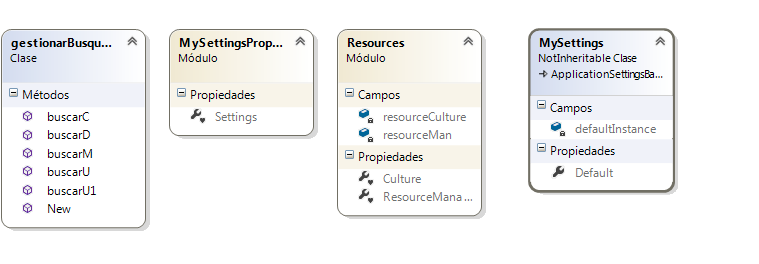 gestionarBusqu...
Clase
Métodos
buscarC
buscarD
buscarM
buscarU
buscarU1
New
MySettingsProp...
Módulo
Propiedades
Settings
Resources
Módulo
Campos
resourceCulture
resourceMan
Propiedades
Culture
ResourceMana...
MySettings
NotInheritable Clase
ApplicationSettingsBa...
Campos
defaultInstance
Propiedades
Default